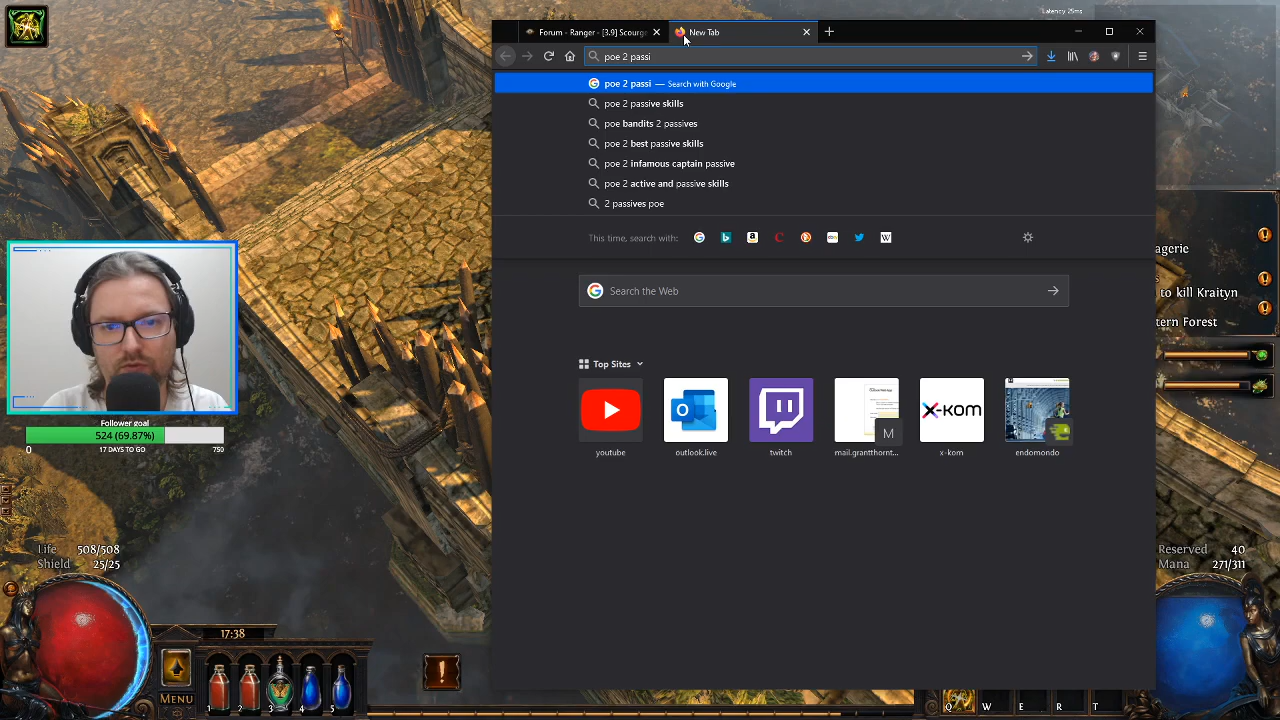 Latency 25ms
Forum - Ranger - [3.9] Scourge
New Tab
poe 2 passi
poe 2 passi — Search with Google
poe 2 passive skills
poe bandits 2 passives
poe 2 best passive skills
poe 2 infamous captain passive
poe 2 active and passive skills
2 passives poe
This time, search with:
Search the Web
Top Sites
M
X-KOM
youtube
outlook.live
twitch
mail.grantthornt...
x-kom
endomondo
agerie
to kill Kraityn
tern Forest
Follower goal
524 (69.87%)
0
17 DAYS TO GO
750
Life 508/508
Shield 25/25
Reserved 40
Mana 271/311
17:38
MENU
1 2 3 4 5
Q W E R T